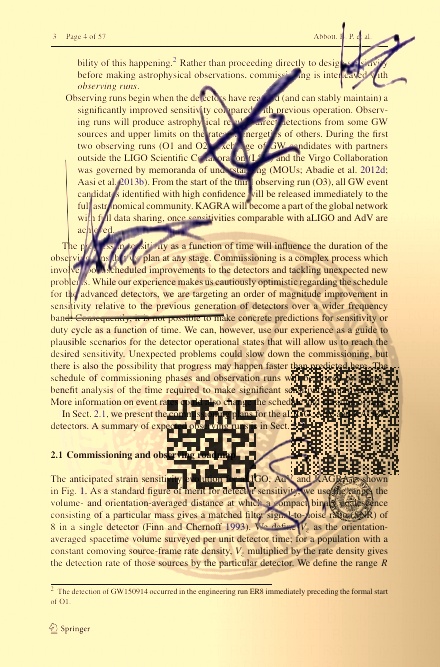 3 Page 4 of 57
Abbott, B. P. et al.
bility of this happening.2 Rather than proceeding directly to design sensitivity
before making astrophysical observations, commissioning is interleaved with
observing runs.
Observing runs begin when the detectors have reached (and can stably maintain) a
significantly improved sensitivity compared with previous operation. Observ-
ing runs will produce astrophysical results, direct detections from some GW
sources and upper limits on the rates or energetics of others. During the first
two observing runs (O1 and O2), exchange of GW candidates with partners
outside the LIGO Scientific Collaboration (LSC) and the Virgo Collaboration
was governed by memoranda of understanding (MOUs; Abadie et al. 2012d;
Aasi et al. 2013b). From the start of the third observing run (O3), all GW event
candidates identified with high confidence will be released immediately to the
full astronomical community. KAGRA will become a part of the global network
with full data sharing, once sensitivities comparable with aLIGO and AdV are
achieved.
The progress in sensitivity as a function of time will influence the duration of the
observing runs that we plan at any stage. Commissioning is a complex process which
involves both scheduled improvements to the detectors and tackling unexpected new
problems. While our experience makes us cautiously optimistic regarding the schedule
for the advanced detectors, we are targeting an order of magnitude improvement in
sensitivity relative to the previous generation of detectors over a wider frequency
band. Consequently, it is not possible to make concrete predictions for sensitivity or
duty cycle as a function of time. We can, however, use our experience as a guide to
plausible scenarios for the detector operational states that will allow us to reach the
desired sensitivity. Unexpected problems could slow down the commissioning, but
there is also the possibility that progress may happen faster than predicted here. The
schedule of commissioning phases and observation runs will be
benefit analysis of the time required to make significant
More information on event rates could also change the schedule
In Sect. 2.1, we present the commissioning plans for the aLIGO
detectors. A summary of expected observing runs is in Sect.
2.1 Commissioning and observing roadmap
The anticipated strain sensitivity evolution LIGO, AdV and KAGRA is shown
in Fig. 1. As a standard figure of merit for detector sensitivity, we use the range, the
volume- and orientation-averaged distance at which a compact binary coalescence
consisting of a particular mass gives a matched filter signal-to-noise ratio (SNR) of
8 in a single detector (Finn and Chernoff 1993). We define V, as the orientation-
averaged spacetime volume surveyed per unit detector time; for a population with a
constant comoving source-frame rate density, V, multiplied by the rate density gives
the detection rate of those sources by the particular detector. We define the range R
2 The detection of GW150914 occurred in the engineering run ER8 immediately preceding the formal start
of O1.
Springer